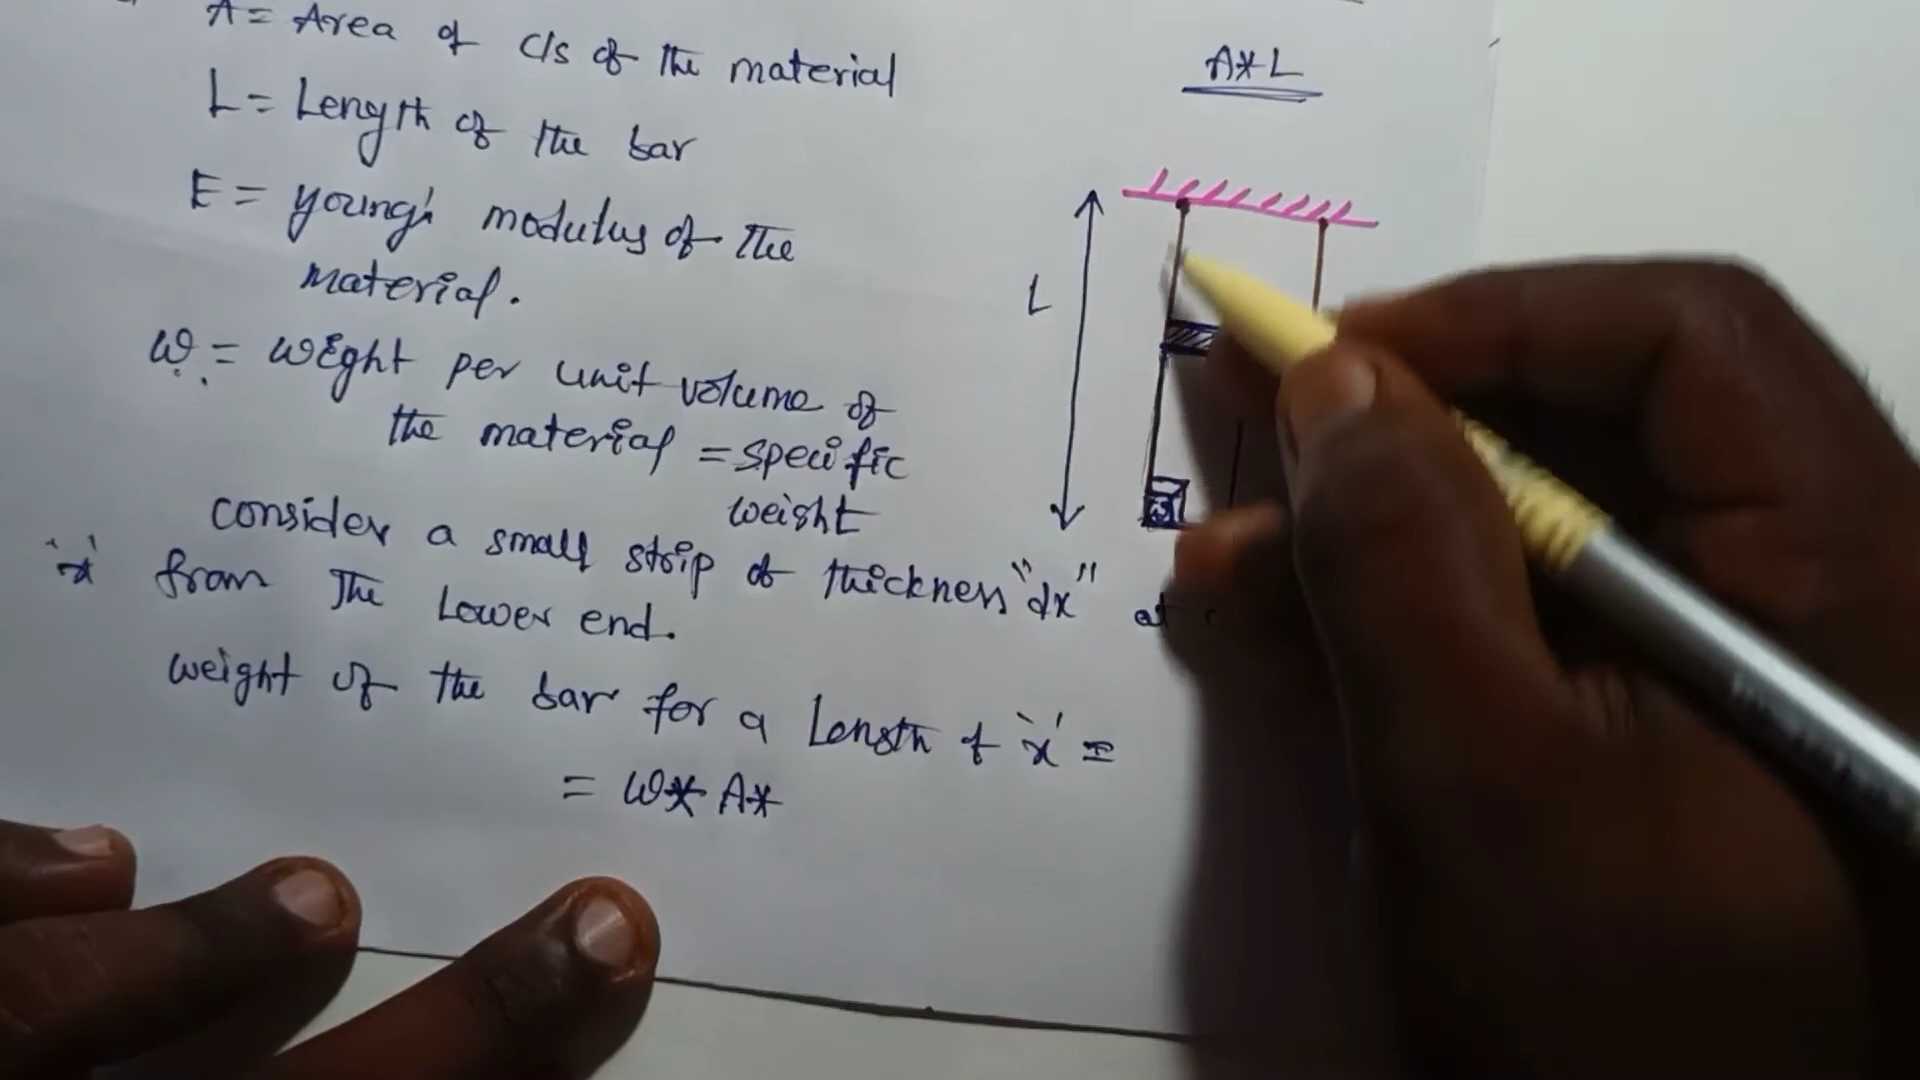 A = Area of c/s of the material
L = Length of the bar
E = young's modulus of the
material.
w = weight per unit volume of
the material = specific
weight
consider a small strip of thickness "dx" at
'x' from the Lower end.
weight of the bar for a Length of 'x' =
= w* A*
A*L
L
w